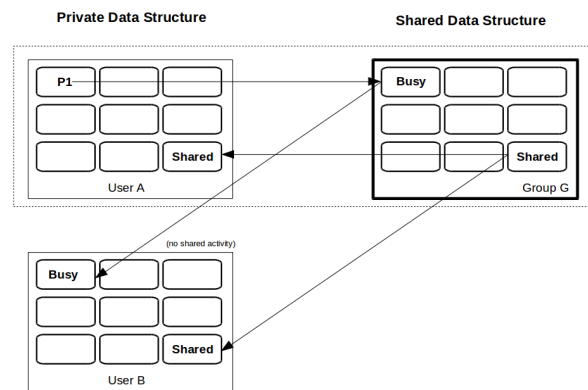 Private Data Structure
Shared Data Structure
P1
Busy
Shared
Shared
User A
Group G
(no shared activity)
Busy
Shared
User B